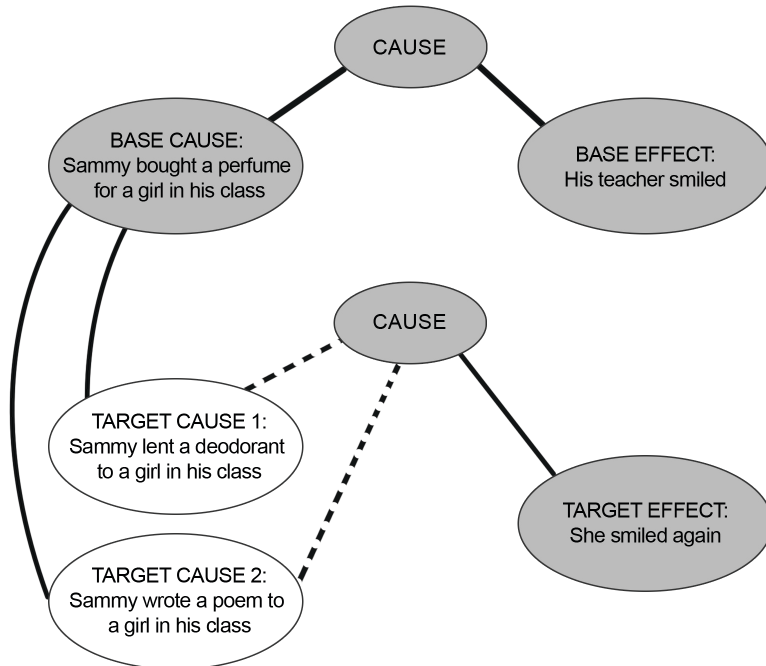 CAUSE
BASE CAUSE:
Sammy bought a perfume
for a girl in his class
BASE EFFECT:
His teacher smiled
CAUSE
TARGET CAUSE 1:
Sammy lent a deodorant
to a girl in his class
TARGET EFFECT:
She smiled again
TARGET CAUSE 2:
Sammy wrote a poem to
a girl in his class